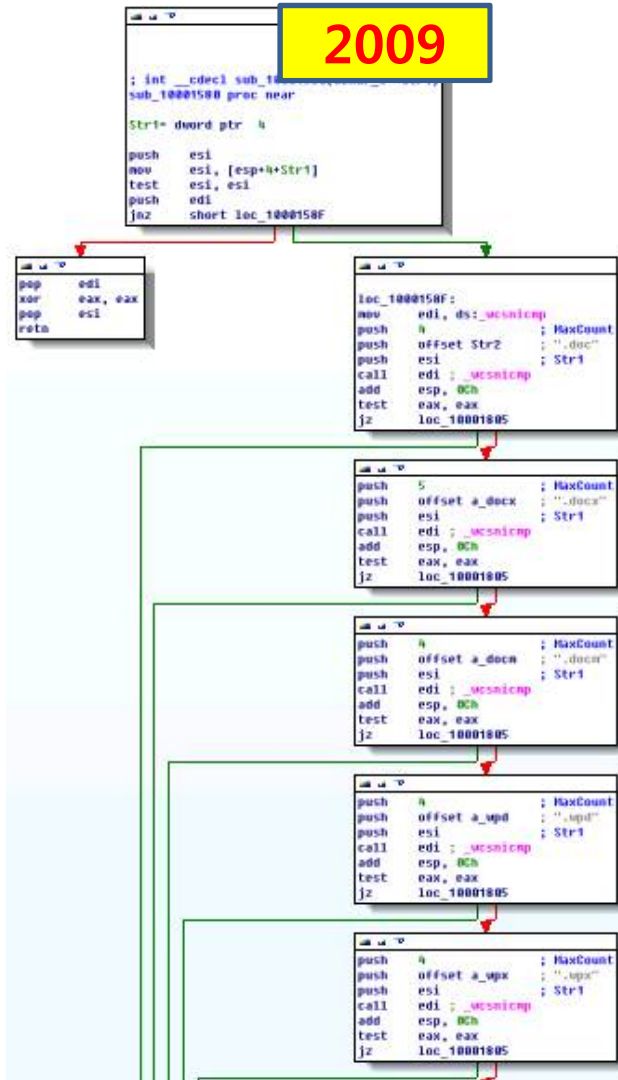 2009
; int __cdecl
sub_10001580 proc near
Str1= dword ptr 4
push esi
mov esi, [esp+4+Str1]
test esi, esi
push edi
jnz short loc_1000158F
pop edi
xor eax, eax
pop esi
retn
loc_1000158F:
mov edi, ds:_wcsnicmp
push 4 ; MaxCount
push offset Str2 ; ".doc"
push esi ; Str1
call edi ; _wcsnicmp
add esp, 0Ch
test eax, eax
jz loc_10001805
push 5 ; MaxCount
push offset a_docx ; ".docx"
push esi ; Str1
call edi ; _wcsnicmp
add esp, 0Ch
test eax, eax
jz loc_10001805
push 4 ; MaxCount
push offset a_docm ; ".docm"
push esi ; Str1
call edi ; _wcsnicmp
add esp, 0Ch
test eax, eax
jz loc_10001805
push 4 ; MaxCount
push offset a_wpd ; ".wpd"
push esi ; Str1
call edi ; _wcsnicmp
add esp, 0Ch
test eax, eax
jz loc_10001805
push 4 ; MaxCount
push offset a_wpx ; ".wpx"
push esi ; Str1
call edi ; _wcsnicmp
add esp, 0Ch
test eax, eax
jz loc_10001805